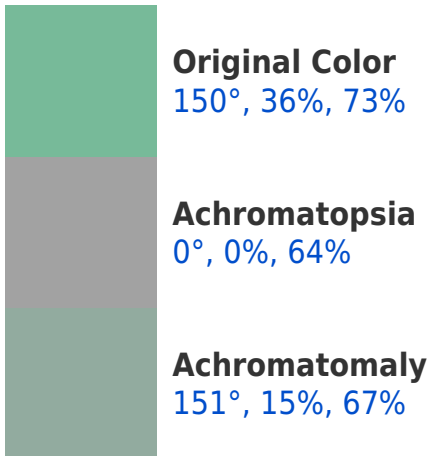 Original Color
150°, 36%, 73%
Achromatopsia
0°, 0%, 64%
Achromatomaly
151°, 15%, 67%